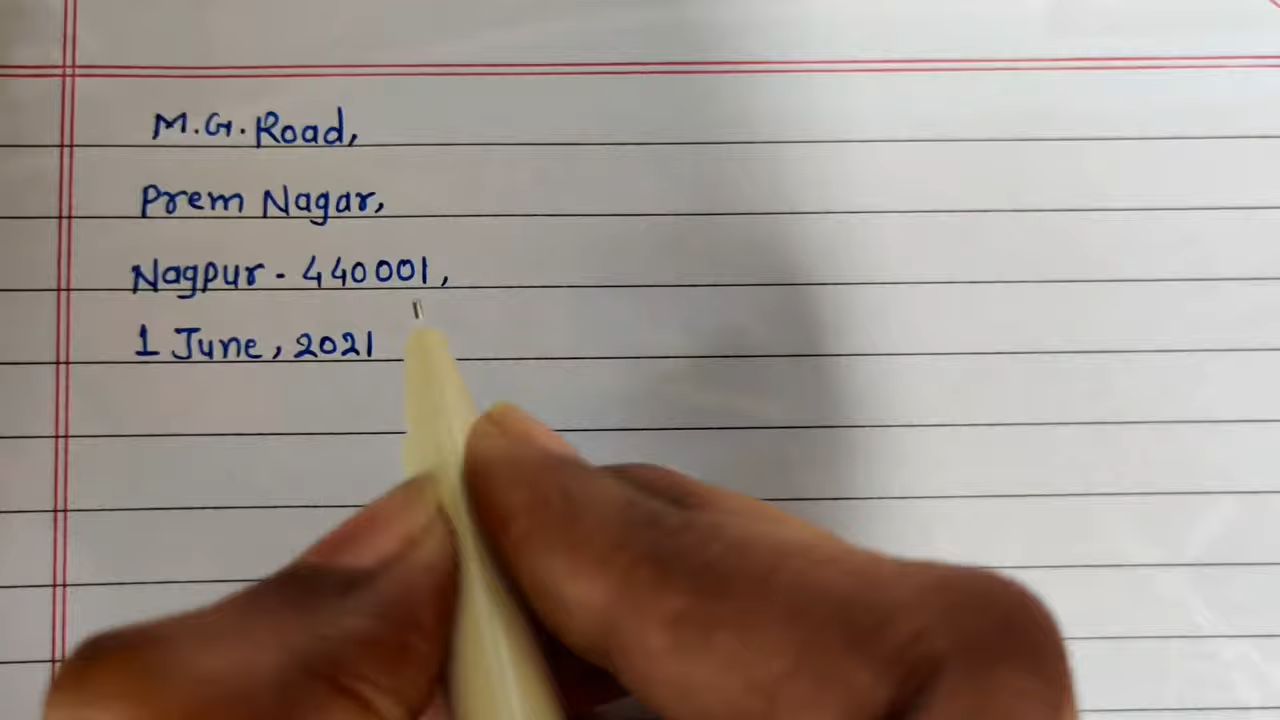 M.G. Road,
Prem Nagar,
Nagpur - 440001,
1 June, 2021